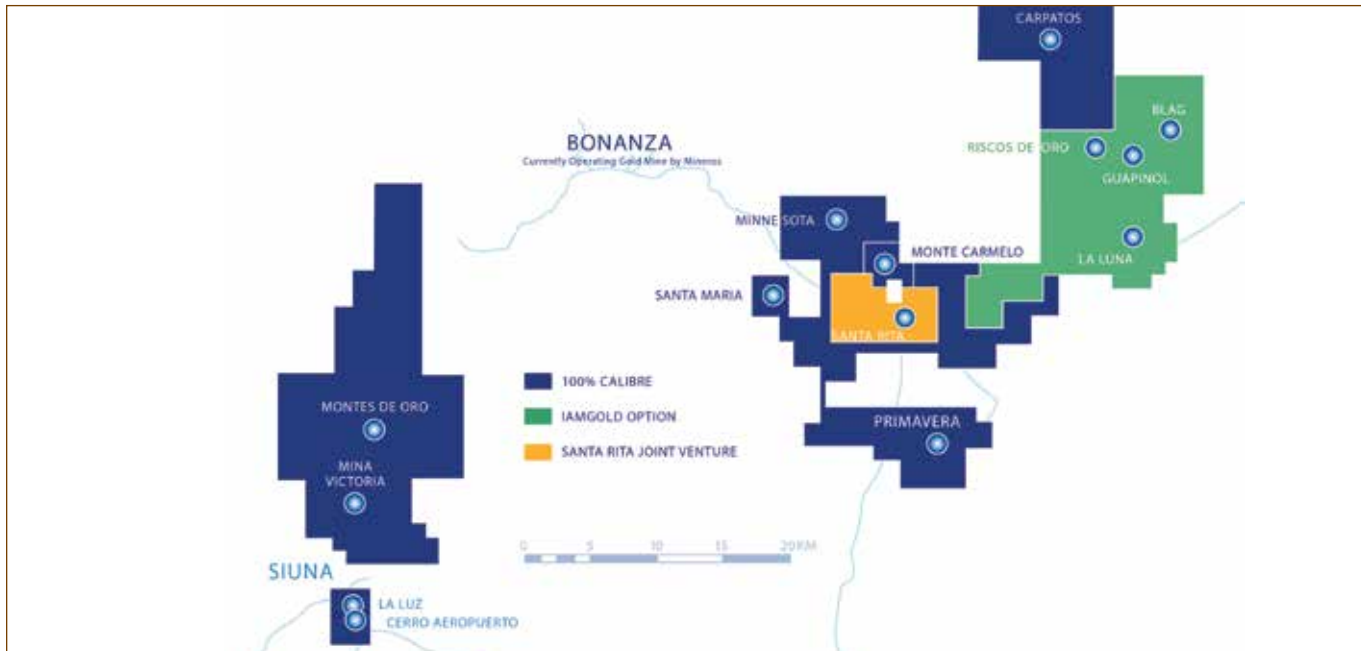 CARPATOS
BLAG
BONANZA
Currently Operating Gold Mine by Mineros
RISCOS DE ORO
GUAPINOL
MINNESOTA
MONTE CARMELO
LA LUNA
SANTA MARIA
SANTA RITA
100% CALIBRE
MONTES DE ORO
IAMGOLD OPTION
PRIMAVERA
SANTA RITA JOINT VENTURE
MINA
VICTORIA
0 5 10 15 20KM
SIUNA
LA LUZ
CERRO AEROPUERTO